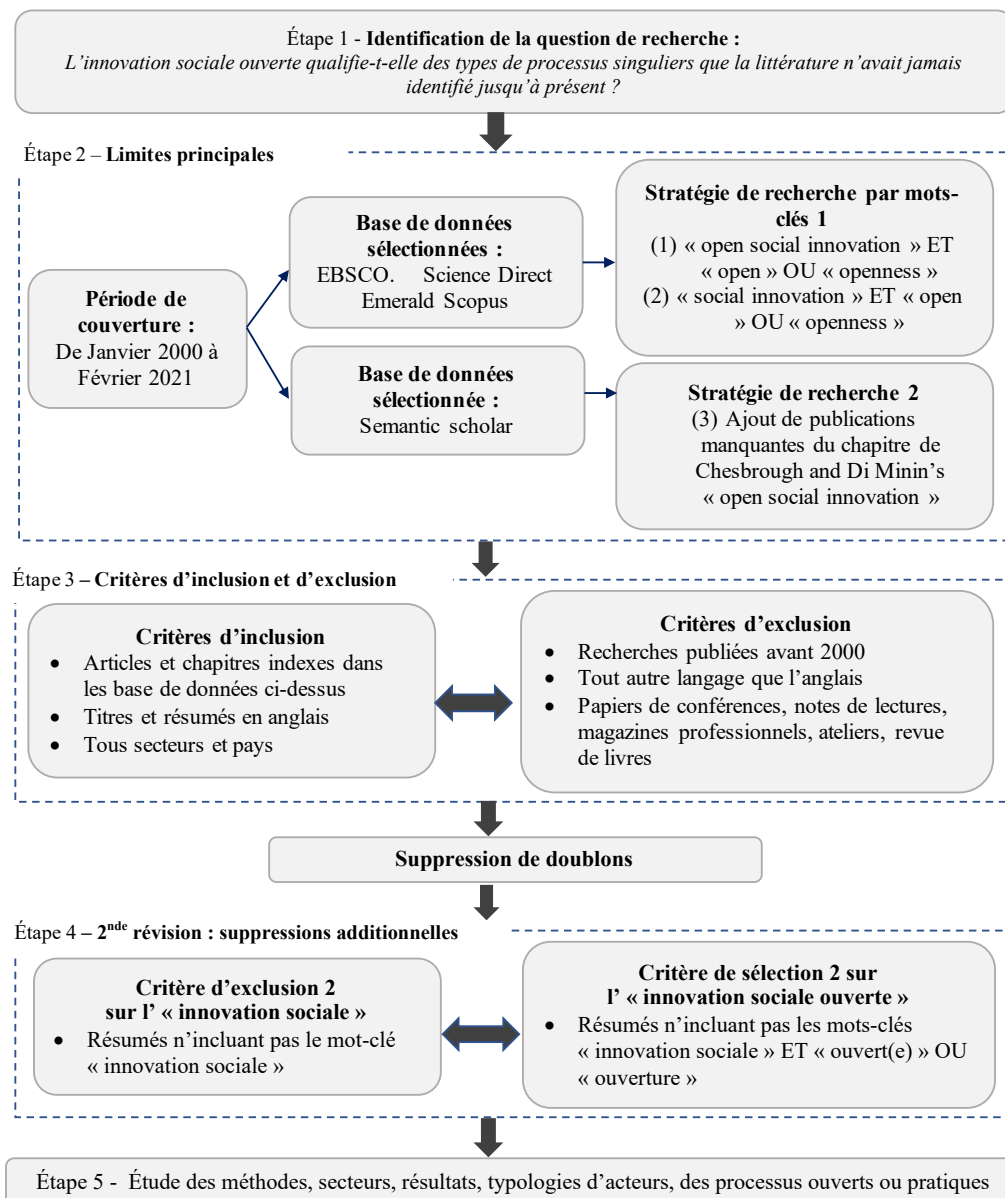 Étape 1 - Identification de la question de recherche :
L’innovation sociale ouverte qualifie-t-elle des types de processus singuliers que la littérature n’avait jamais
identifié jusqu’à présent ?
Étape 2 – Limites principales
Période de
couverture :
De Janvier 2000 à
Février 2021
Base de données
sélectionnées :
EBSCO. Science Direct
Emerald Scopus
Stratégie de recherche par mots-
clés 1
(1) « open social innovation » ET
« open » OU « openness »
(2) « social innovation » ET « open
» OU « openness »
Base de données
sélectionnée :
Semantic scholar
Stratégie de recherche 2
(3) Ajout de publications
manquantes du chapitre de
Chesbrough and Di Minin’s
« open social innovation »
Étape 3 – Critères d’inclusion et d’exclusion
Critères d’inclusion
• Articles et chapitres indexes dans
les base de données ci-dessus
• Titres et résumés en anglais
• Tous secteurs et pays
Critères d’exclusion
• Recherches publiées avant 2000
• Tout autre langage que l’anglais
• Papiers de conférences, notes de lectures,
magazines professionnels, ateliers, revue
de livres
Suppression de doublons
Étape 4 – 2nde révision : suppressions additionnelles
Critère d’exclusion 2
sur l’ « innovation sociale »
• Résumés n’incluant pas le mot-clé
« innovation sociale »
Critère de sélection 2 sur
l’ « innovation sociale ouverte »
• Résumés n’incluant pas les mots-clés
« innovation sociale » ET « ouvert(e) » OU
« ouverture »
Étape 5 - Étude des méthodes, secteurs, résultats, typologies d’acteurs, des processus ouverts ou pratiques